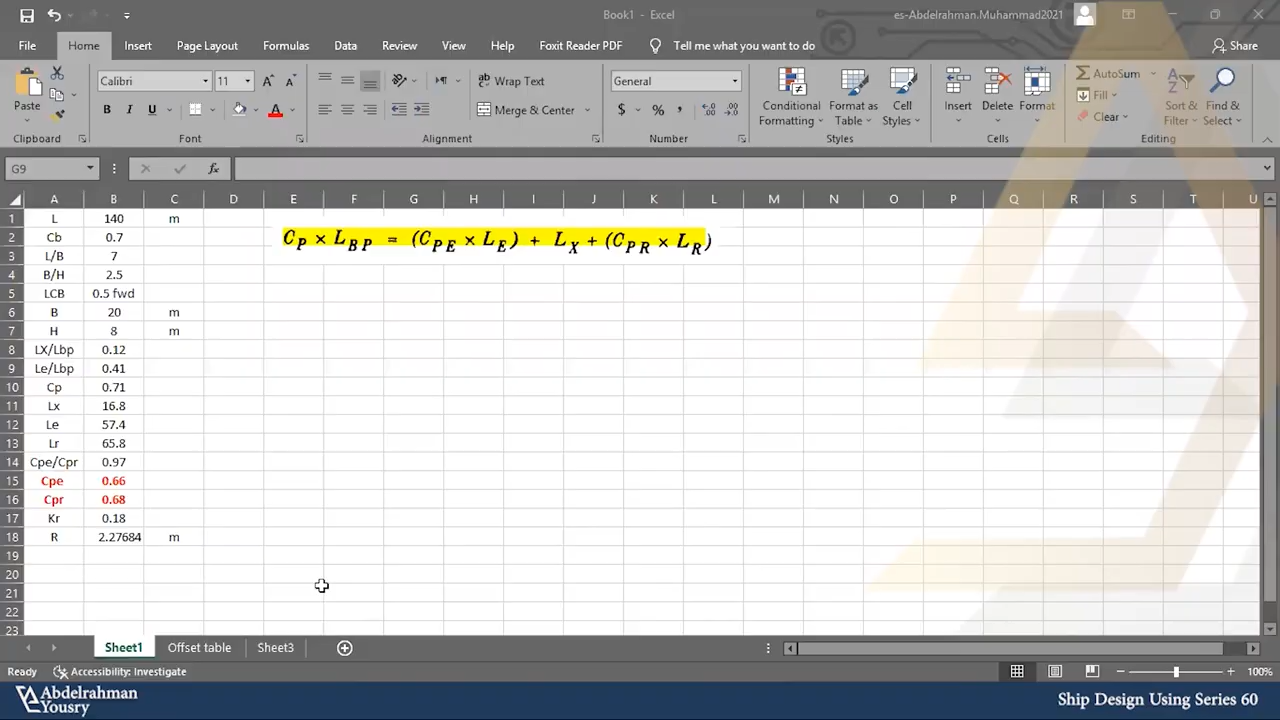 Book1 - Excel
es-Abdelrahman.Muhammad2021
File Home Insert Page Layout Formulas Data Review View Help Foxit Reader PDF Tell me what you want to do Share
Paste
Calibri 11
B I U
Wrap Text
Merge & Center
General
$ % ,
Conditional Formatting
Format as Table
Cell Styles
Insert Delete Format
AutoSum
Fill
Clear
Sort & Filter
Find & Select
Clipboard Font Alignment Number Styles Cells Editing
G9 fx
A B C D E F G H I J K L M N O P Q R S T U
1 L 140 m
2 Cb 0.7
C_P × L_BP = (C_PE × L_E) + L_X + (C_PR × L_R)
3 L/B 7
4 B/H 2.5
5 LCB 0.5 fwd
6 B 20 m
7 H 8 m
8 LX/Lbp 0.12
9 Le/Lbp 0.41
10 Cp 0.71
11 Lx 16.8
12 Le 57.4
13 Lr 65.8
14 Cpe/Cpr 0.97
15 Cpe 0.66
16 Cpr 0.68
17 Kr 0.18
18 R 2.27684 m
19
20
21
22
23
Sheet1 Offset table Sheet3
Ready Accessibility: Investigate 100%
Abdelrahman
Yousry
Ship Design Using Series 60